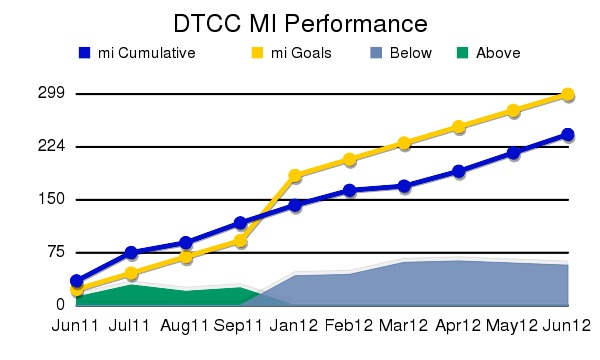 DTCC MI Performance
mi Cumulative mi Goals Below Above
299
224
150
75
0
Jun11 Jul11 Aug11 Sep11 Jan12 Feb12 Mar12 Apr12 May12 Jun12